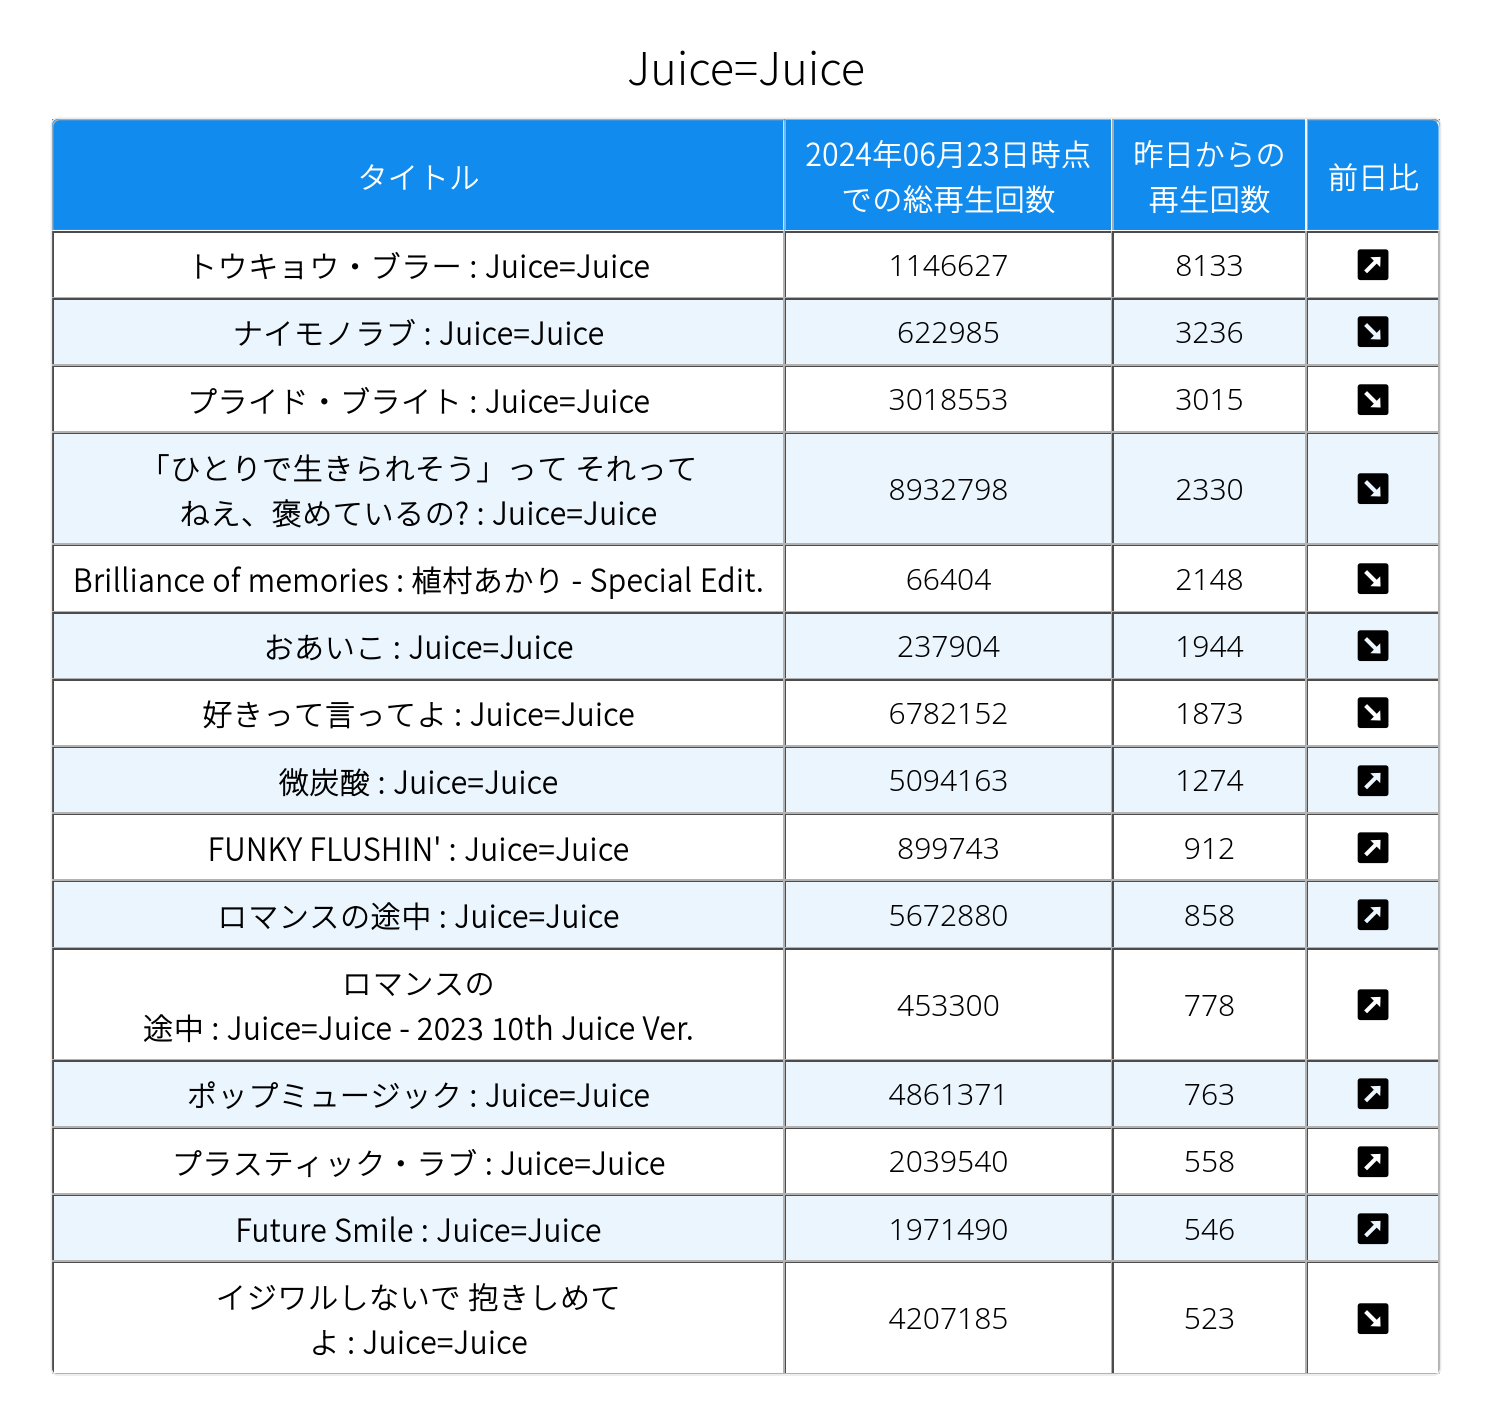 Juice=Juice
タイトル
2024年06月23日時点
での総再生回数
昨日からの
再生回数
前日比
トウキョウ・ブラー : Juice=Juice
1146627
8133
ナイモノラブ : Juice=Juice
622985
3236
プライド・ブライト : Juice=Juice
3018553
3015
「ひとりで生きられそう」って それって
ねえ、褒めているの? : Juice=Juice
8932798
2330
Brilliance of memories : 植村あかり - Special Edit.
66404
2148
おあいこ : Juice=Juice
237904
1944
好きって言ってよ : Juice=Juice
6782152
1873
微炭酸 : Juice=Juice
5094163
1274
FUNKY FLUSHIN' : Juice=Juice
899743
912
ロマンスの途中 : Juice=Juice
5672880
858
ロマンスの
途中 : Juice=Juice - 2023 10th Juice Ver.
453300
778
ポップミュージック : Juice=Juice
4861371
763
プラスティック・ラブ : Juice=Juice
2039540
558
Future Smile : Juice=Juice
1971490
546
イジワルしないで 抱きしめて
よ : Juice=Juice
4207185
523